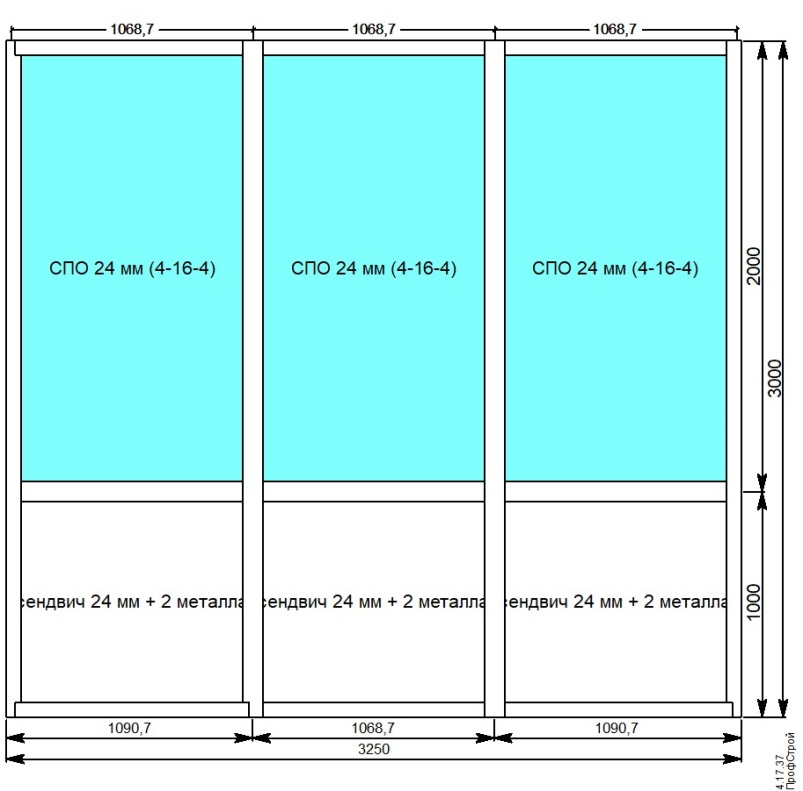 1068,7 1068,7 1068,7
СПО 24 мм (4-16-4) СПО 24 мм (4-16-4) СПО 24 мм (4-16-4)
2000
3000
сендвич 24 мм + 2 металла сендвич 24 мм + 2 металла сендвич 24 мм + 2 металла
1000
1090,7 1068,7 1090,7
3250
4.17.37
ПрофСтрой